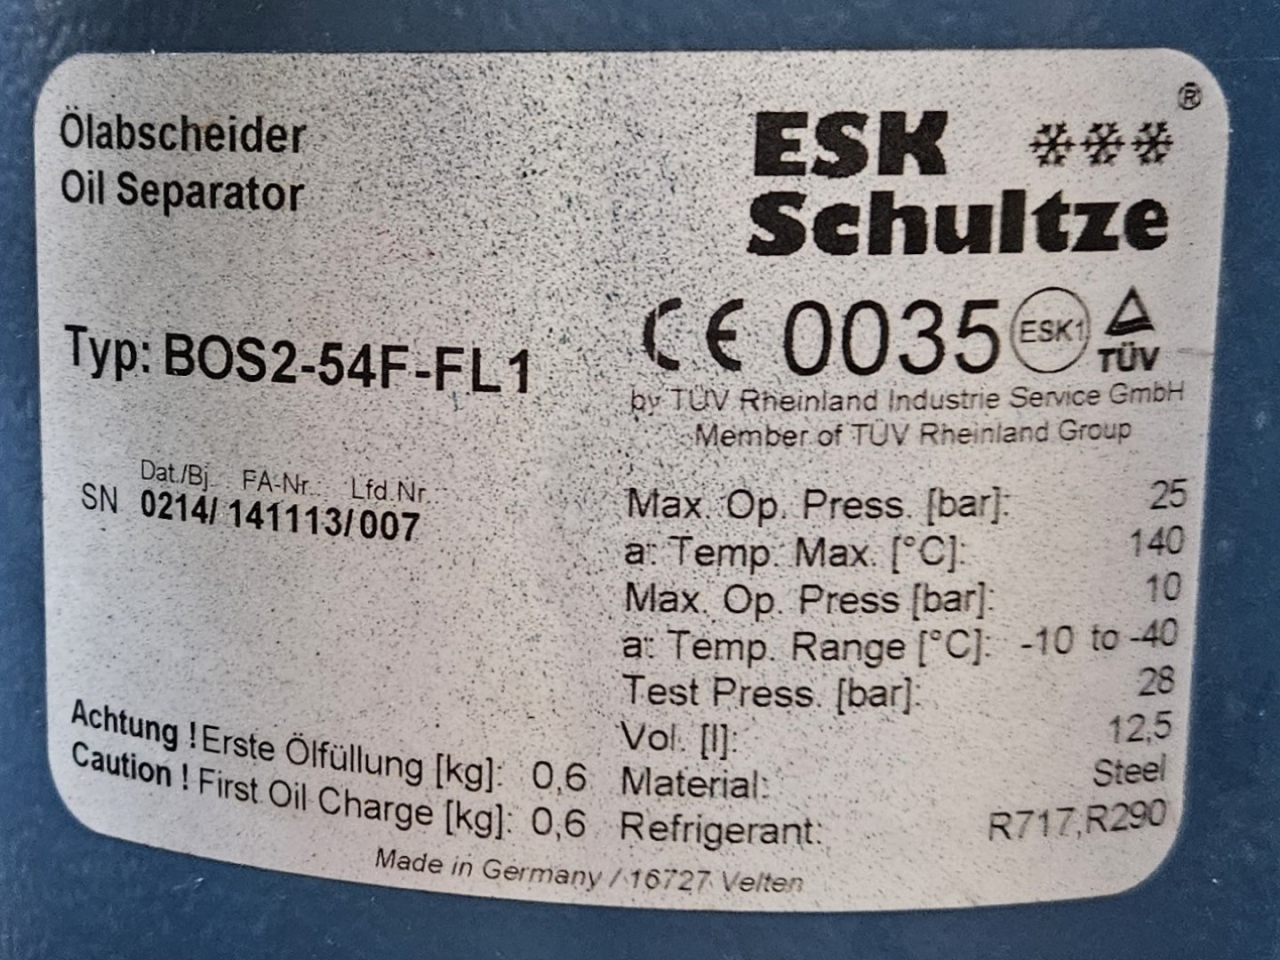 Ölabscheider
Oil Separator
®
ESK
Schultze
Typ: BOS2-54F-FL1
CE 0035 ESK1 TÜV
by TÜV Rheinland Industrie Service GmbH
Member of TÜV Rheinland Group
Dat./Bj. FA-Nr. Lfd.Nr.
SN 0214/ 141113/007
Max. Op. Press. [bar]: 25
a: Temp. Max. [°C]: 140
Max. Op. Press [bar]: 10
a: Temp. Range [°C]: -10 to -40
Test Press. [bar]: 28
Vol. [l]: 12,5
Material: Steel
Refrigerant: R717,R290
Achtung ! Erste Ölfüllung [kg]: 0,6
Caution ! First Oil Charge [kg]: 0,6
Made in Germany / 16727 Velten